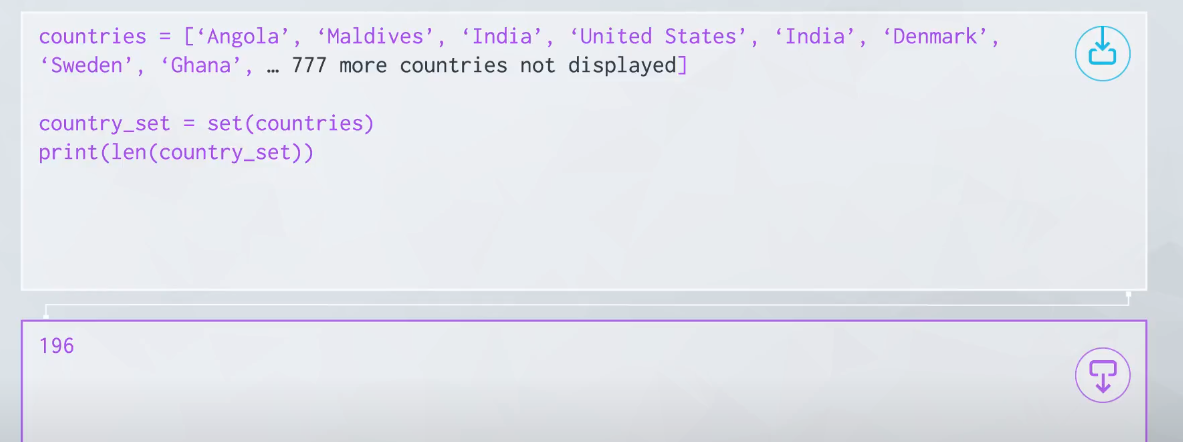 countries = [‘Angola’, ‘Maldives’, ‘India’, ‘United States’, ‘India’, ‘Denmark’,
‘Sweden’, ‘Ghana’, … 777 more countries not displayed]
country_set = set(countries)
print(len(country_set))
196